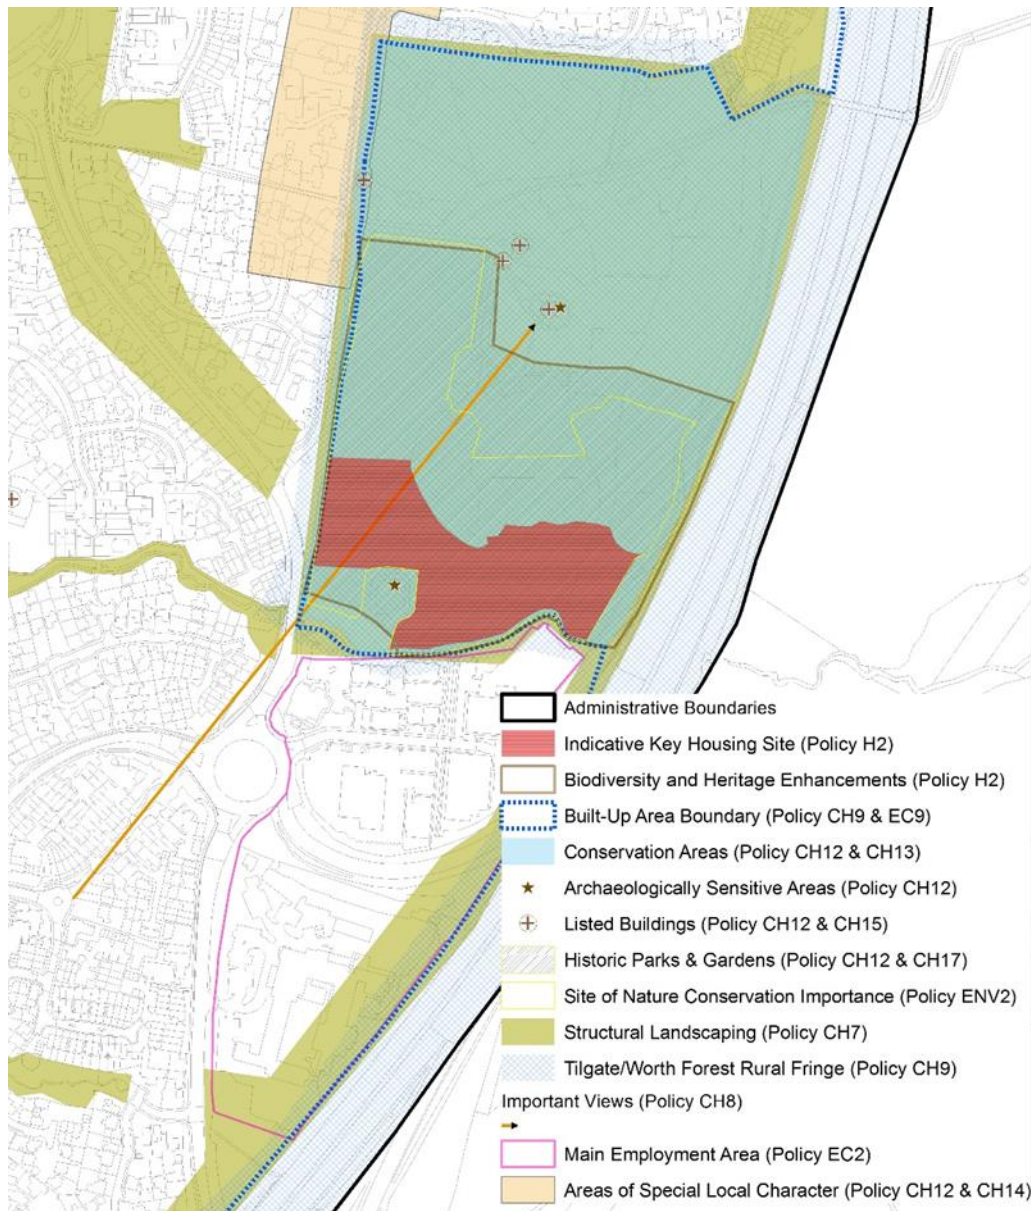 Administrative Boundaries
Indicative Key Housing Site (Policy H2)
Biodiversity and Heritage Enhancements (Policy H2)
Built-Up Area Boundary (Policy CH9 & EC9)
Conservation Areas (Policy CH12 & CH13)
Archaeologically Sensitive Areas (Policy CH12)
Listed Buildings (Policy CH12 & CH15)
Historic Parks & Gardens (Policy CH12 & CH17)
Site of Nature Conservation Importance (Policy ENV2)
Structural Landscaping (Policy CH7)
Tilgate/Worth Forest Rural Fringe (Policy CH9)
Important Views (Policy CH8)
Main Employment Area (Policy EC2)
Areas of Special Local Character (Policy CH12 & CH14)